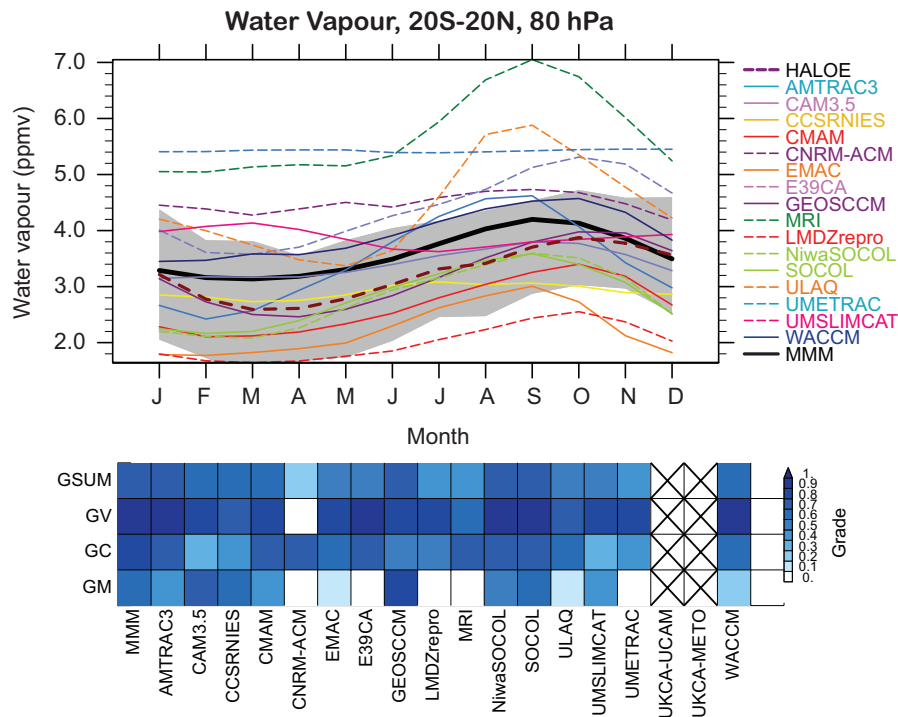 Water Vapour, 20S-20N, 80 hPa
Water vapour (ppmv)
7.0
6.0
5.0
4.0
3.0
2.0
J F M A M J J A S O N D
Month
HALOE
AMTRAC3
CAM3.5
CCSRNIES
CMAM
CNRM-ACM
EMAC
E39CA
GEOSCCM
MRI
LMDZrepro
NiwaSOCOL
SOCOL
ULAQ
UMETRAC
UMSLIMCAT
WACCM
MMM
GSUM
GV
GC
GM
1.
0.9
0.8
0.7
0.6
0.5
0.4
0.3
0.2
0.1
0.
Grade
MMM
AMTRAC3
CAM3.5
CCSRNIES
CMAM
CNRM-ACM
EMAC
E39CA
GEOSCCM
LMDZrepro
MRI
NiwaSOCOL
SOCOL
ULAQ
UMSLIMCAT
UMETRAC
UKCA-UCAM
UKCA-METO
WACCM